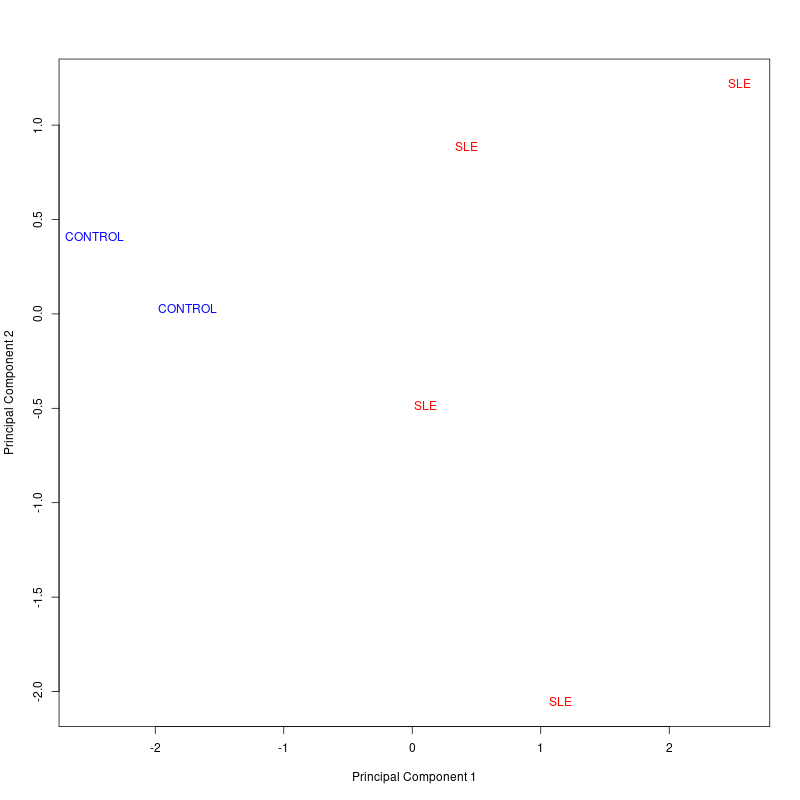 SLE
1.0
SLE
0.5
CONTROL
CONTROL
0.0
Principal Component 2
SLE
-0.5
-1.0
-1.5
-2.0
SLE
-2 -1 0 1 2
Principal Component 1